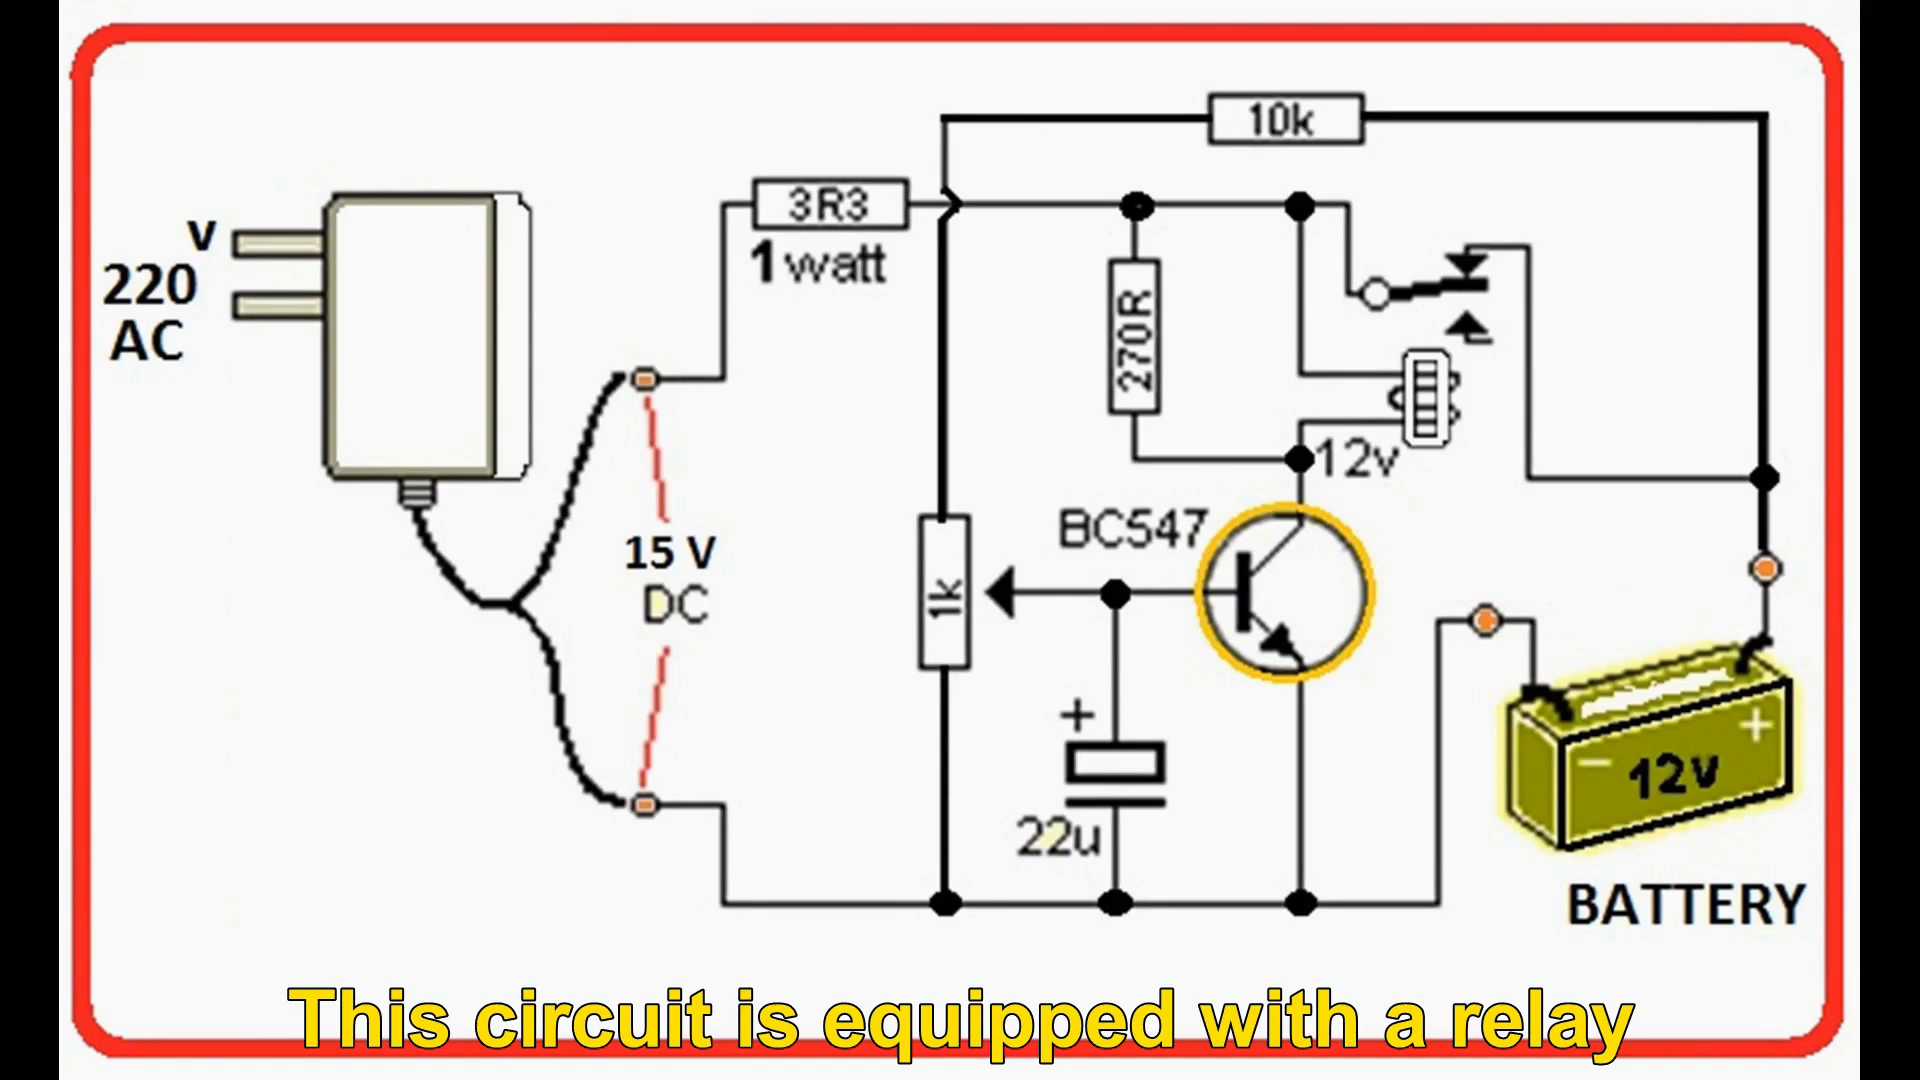 10k
3R3
1 watt
v
220
AC
270R
12v
15 V
DC
BC547
1k
+
22u
+
−
12V
BATTERY
This circuit is equipped with a relay